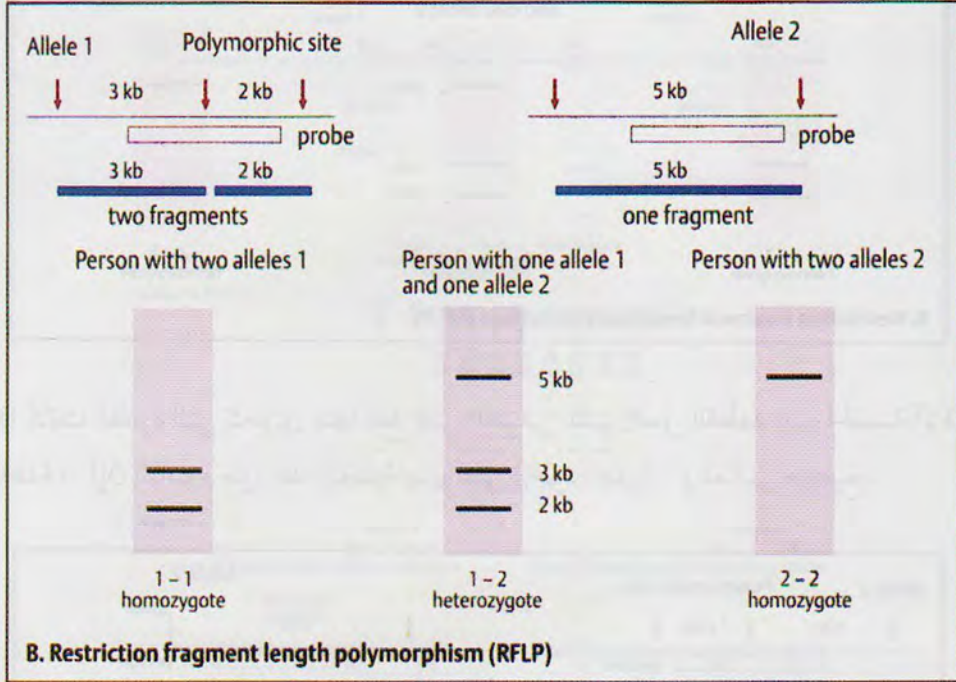 Allele 1
Polymorphic site
Allele 2
3 kb
2 kb
5 kb
probe
probe
3 kb
2 kb
5 kb
two fragments
one fragment
Person with two alleles 1
Person with one allele 1
and one allele 2
Person with two alleles 2
5 kb
3 kb
2 kb
1 – 1
homozygote
1 – 2
heterozygote
2 – 2
homozygote
B. Restriction fragment length polymorphism (RFLP)